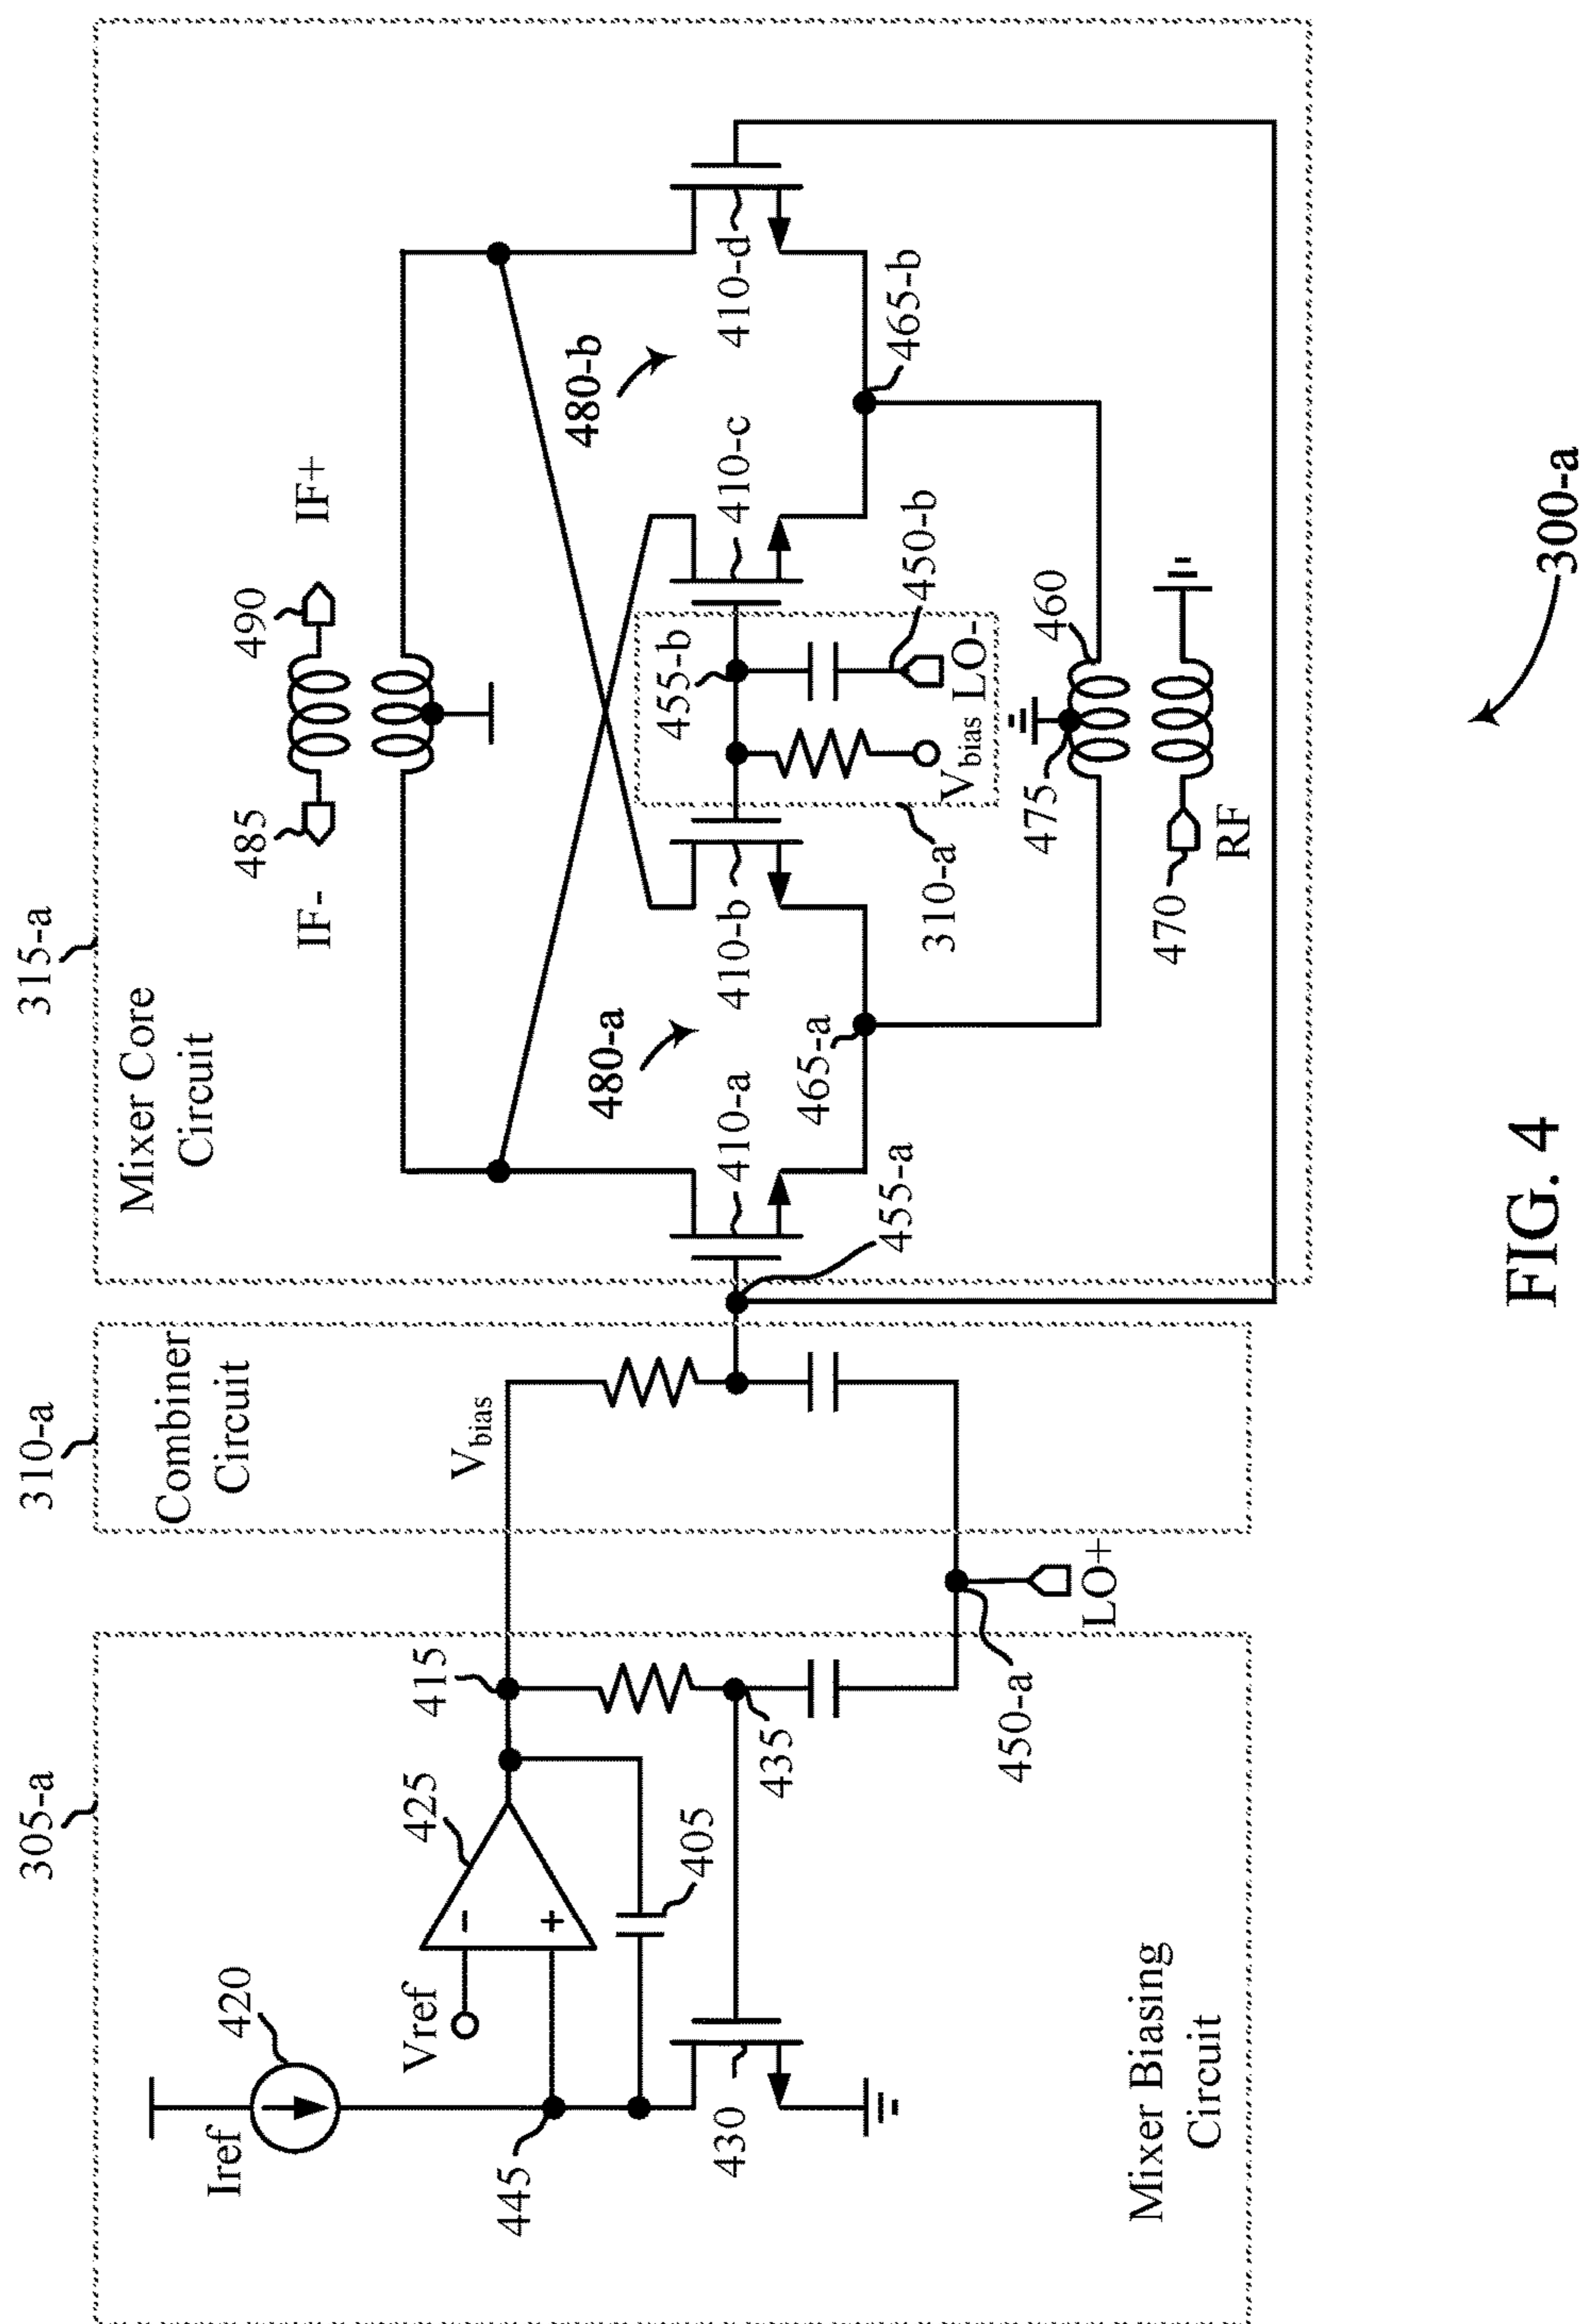 305-a
310-a
315-a
Mixer Core
Circuit
Combiner
Circuit
Iref
420
Vref
425
-
+
415
445
405
430
435
450-a
LO+
Mixer Biasing
Circuit
Vbias
IF-
485
490
IF+
480-a
480-b
410-a
410-b
410-c
410-d
455-a
455-b
465-a
465-b
450-b
LO-
Vbias
310-a
475
460
470
RF
300-a
FIG. 4